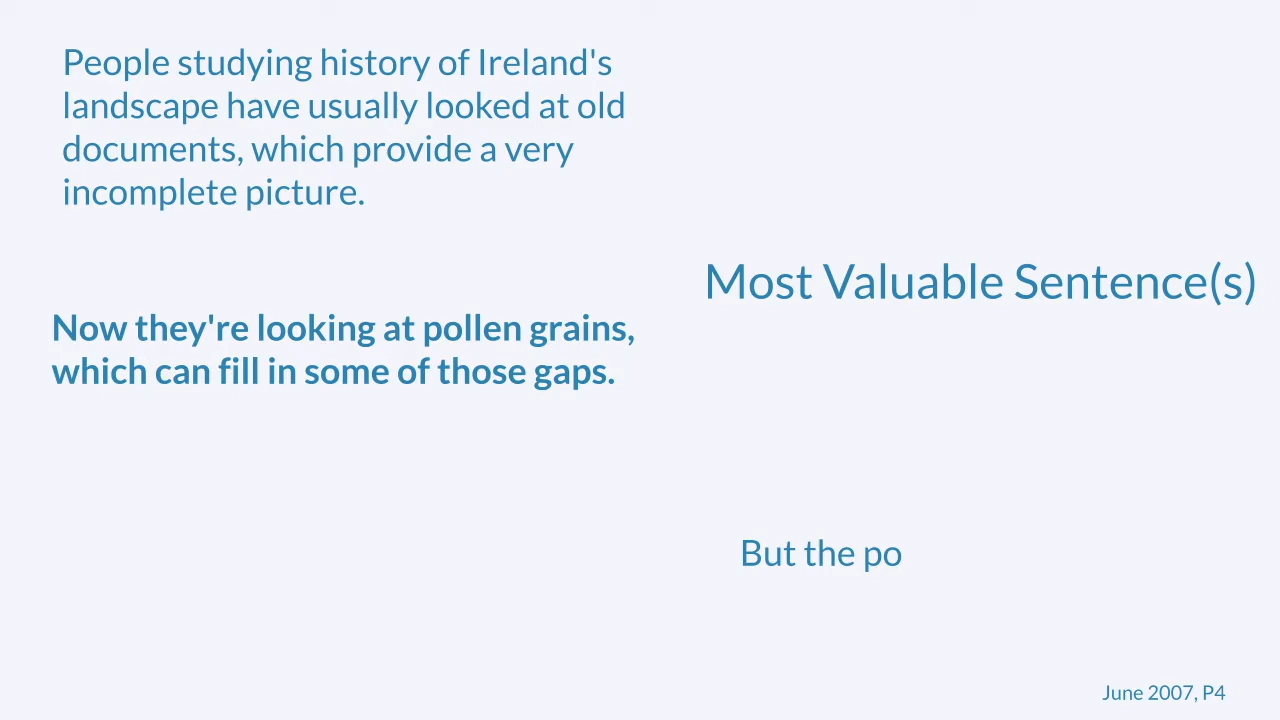 People studying history of Ireland's
landscape have usually looked at old
documents, which provide a very
incomplete picture.
Most Valuable Sentence(s)
Now they're looking at pollen grains,
which can fill in some of those gaps.
But the po
June 2007, P4